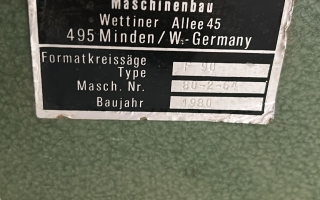 Maschinenbau
Wettiner Allee 45
495 Minden/W.-Germany
Formatkreissäge
Type F 90
Masch. Nr. 80-2-64
Baujahr 1980